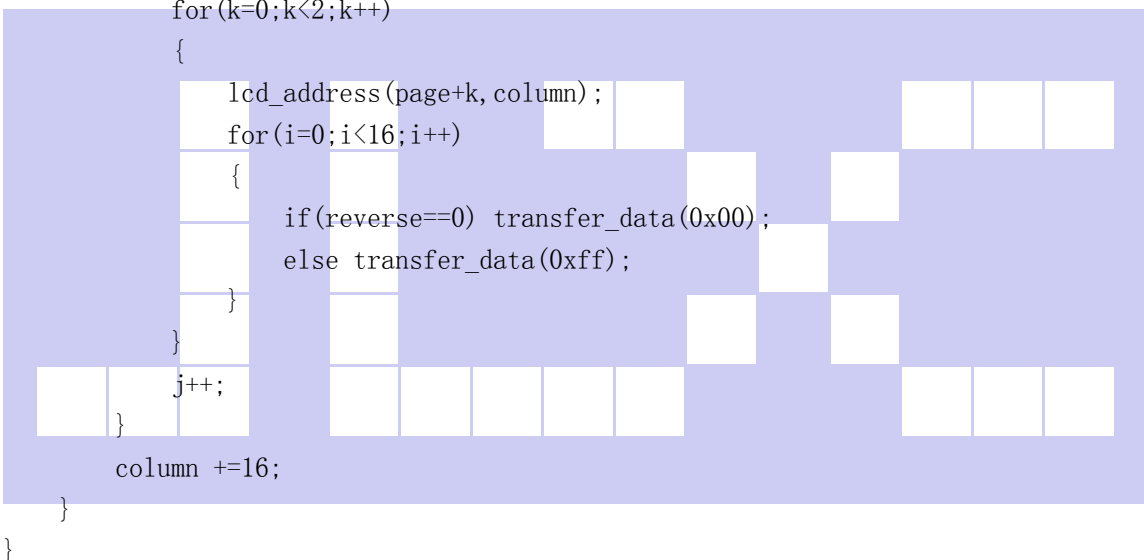 for(k=0;k<2;k++)
{
lcd_address(page+k,column);
for(i=0;i<16;i++)
{
if(reverse==0) transfer_data(0x00);
else transfer_data(0xff);
}
}
j++;
}
column +=16;
}
}